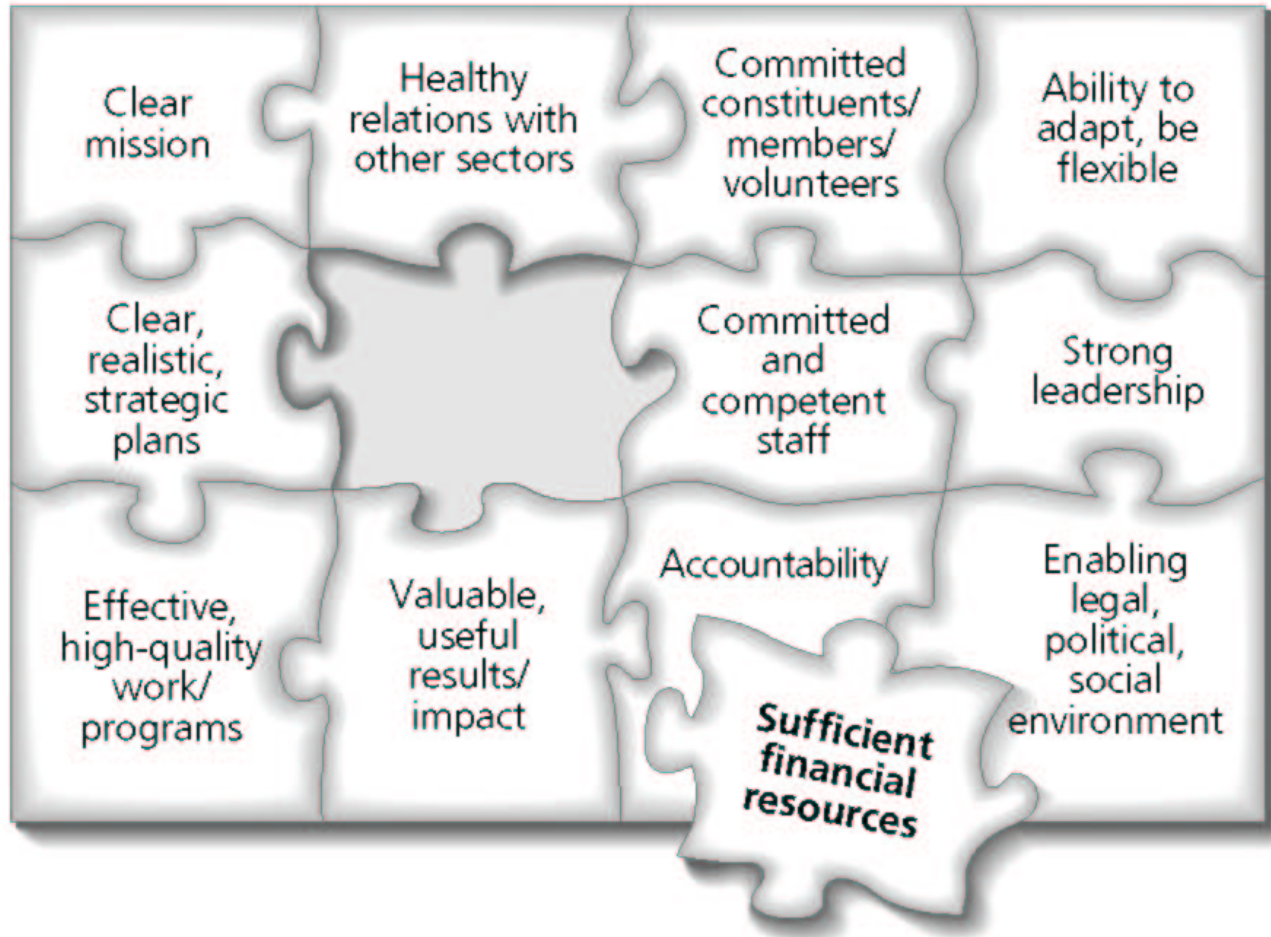 Clear
mission
Healthy
relations with
other sectors
Committed
constituents/
members/
volunteers
Ability to
adapt, be
flexible
Clear,
realistic,
strategic
plans
Committed
and
competent
staff
Strong
leadership
Effective,
high-quality
work/
programs
Valuable,
useful
results/
impact
Accountability
Sufficient
financial
resources
Enabling
legal,
political,
social
environment